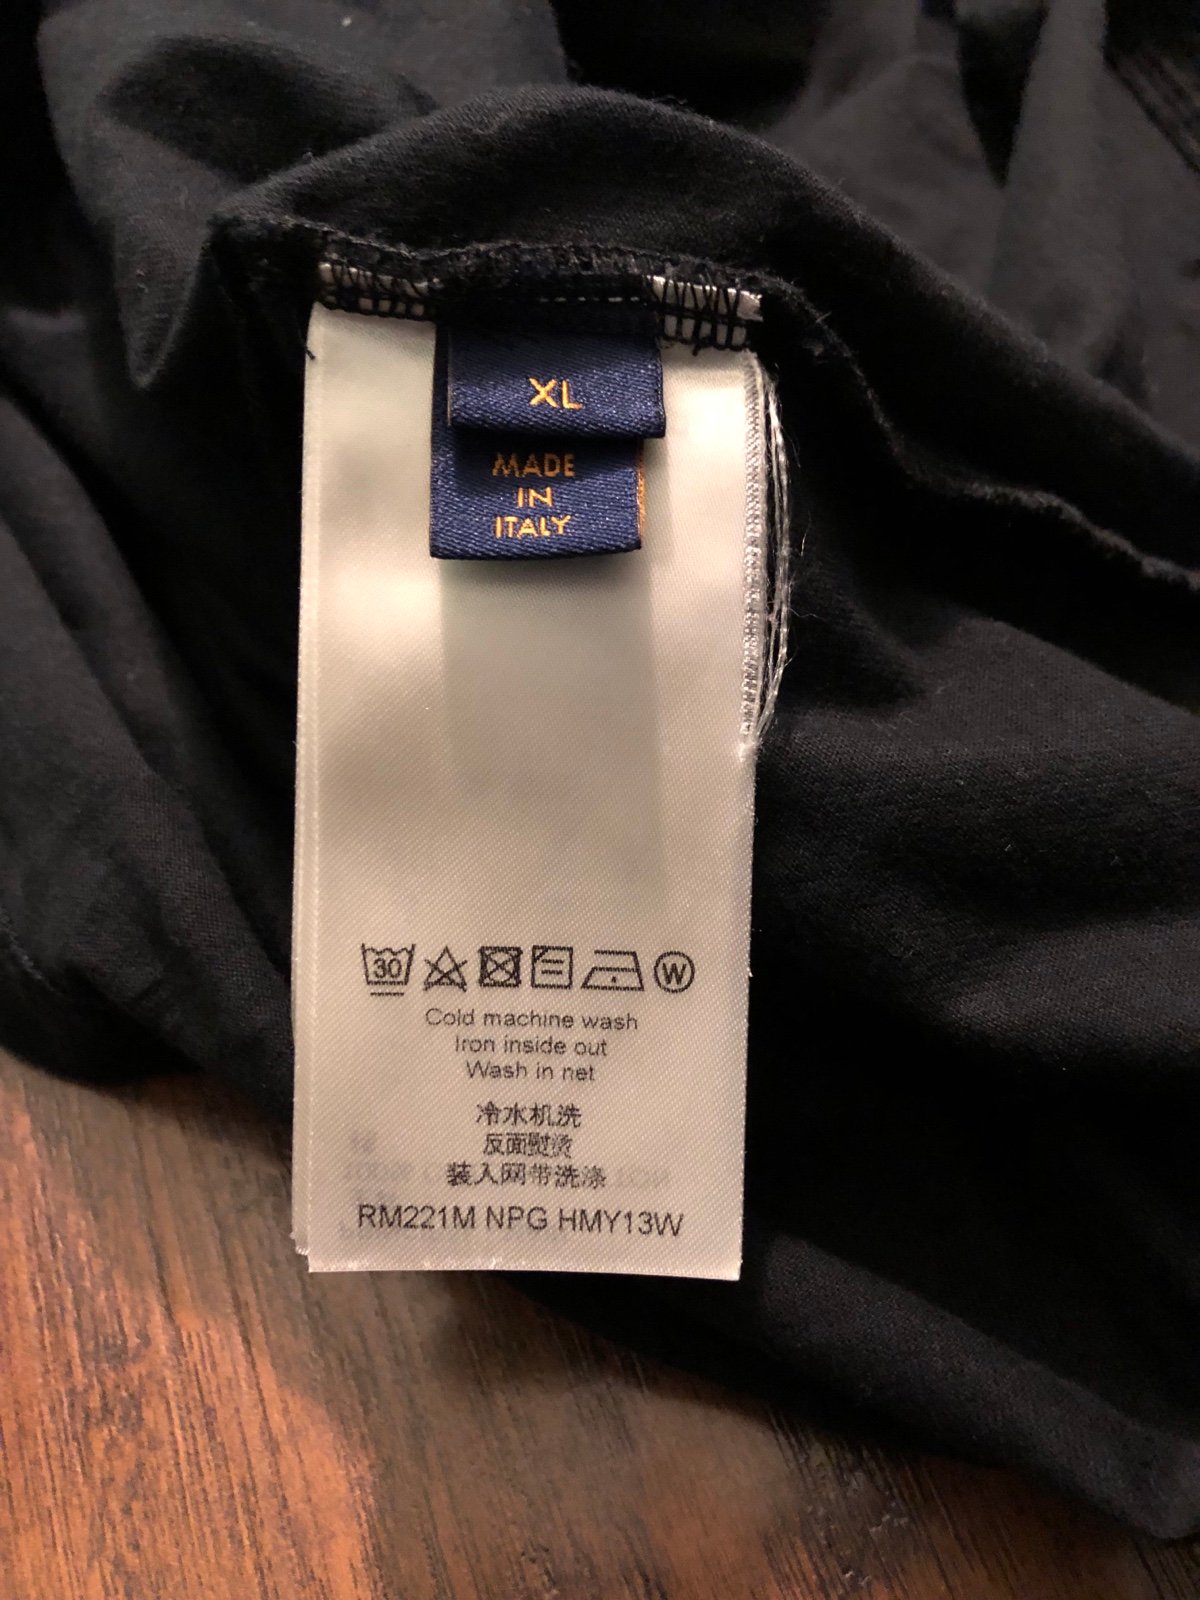 XL
MADE
IN
ITALY
30
W
Cold machine wash
Iron inside out
Wash in net
冷水机洗
反面熨烫
装入网带洗涤
RM221M NPG HMY13W